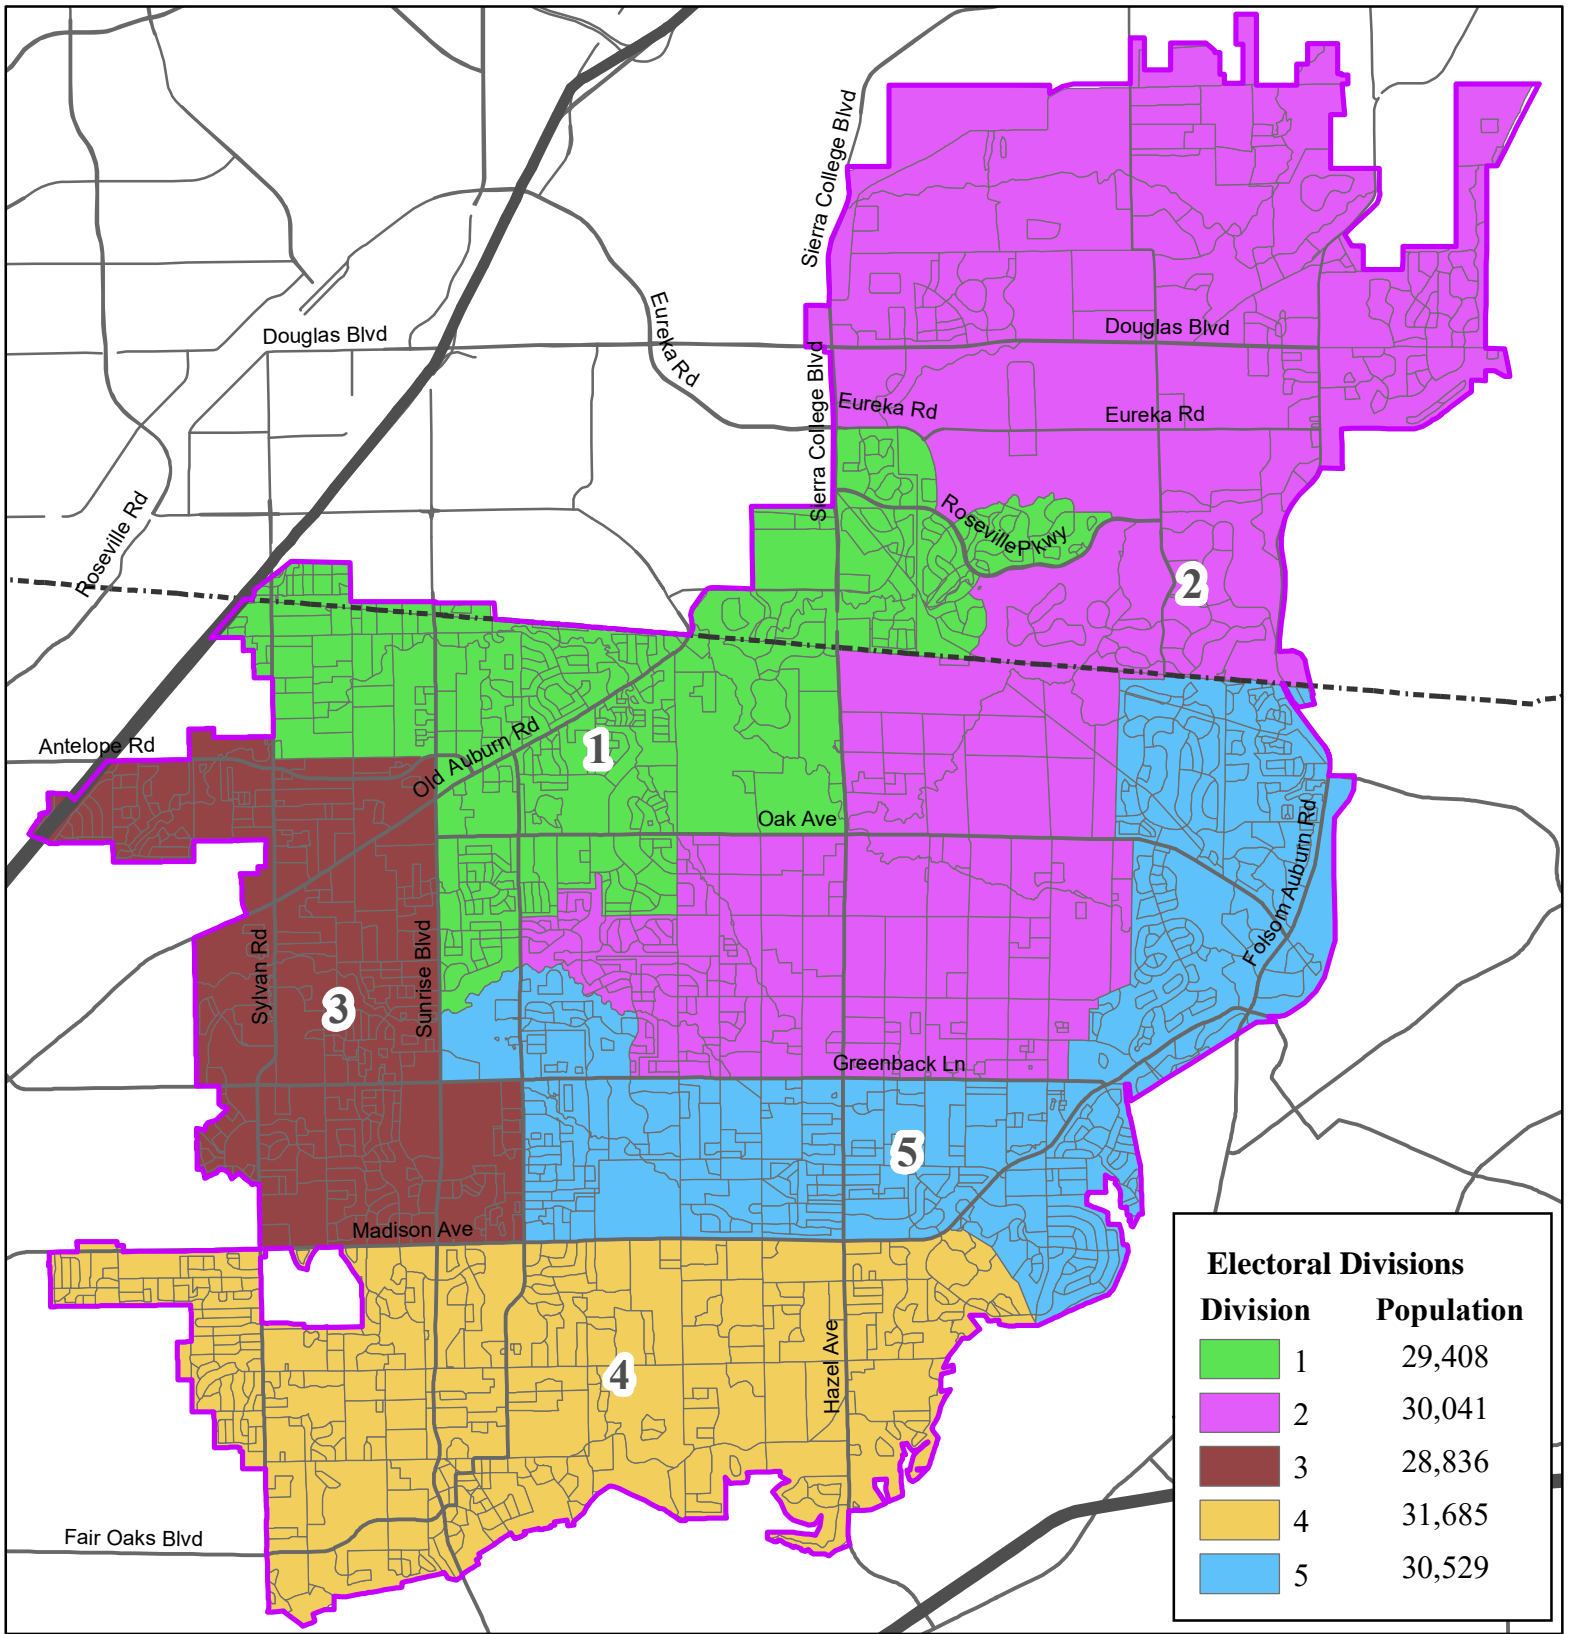 Sierra College Blvd
Douglas Blvd
Eureka Rd
Douglas Blvd
Sierra College Blvd
Eureka Rd
Eureka Rd
Roseville Rd
Roseville Pkwy
2
Antelope Rd
Old Auburn Rd
1
Oak Ave
Folsom Auburn Rd
Sylvan Rd
Sunrise Blvd
3
Greenback Ln
5
Madison Ave
Hazel Ave
4
Fair Oaks Blvd
Electoral Divisions
Division Population
1 29,408
2 30,041
3 28,836
4 31,685
5 30,529